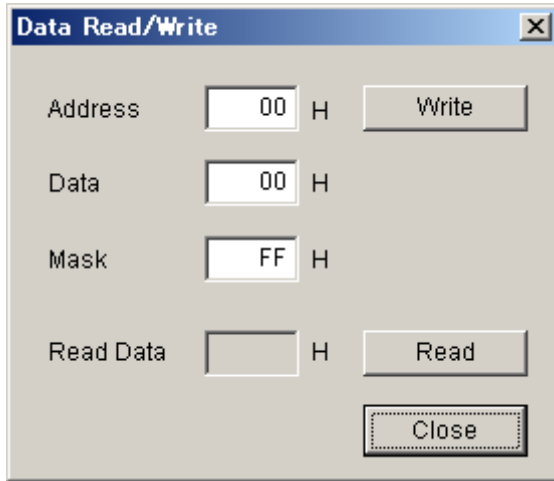 Data Read/Write
Address 00 H Write
Data 00 H
Mask FF H
Read Data H Read
Close